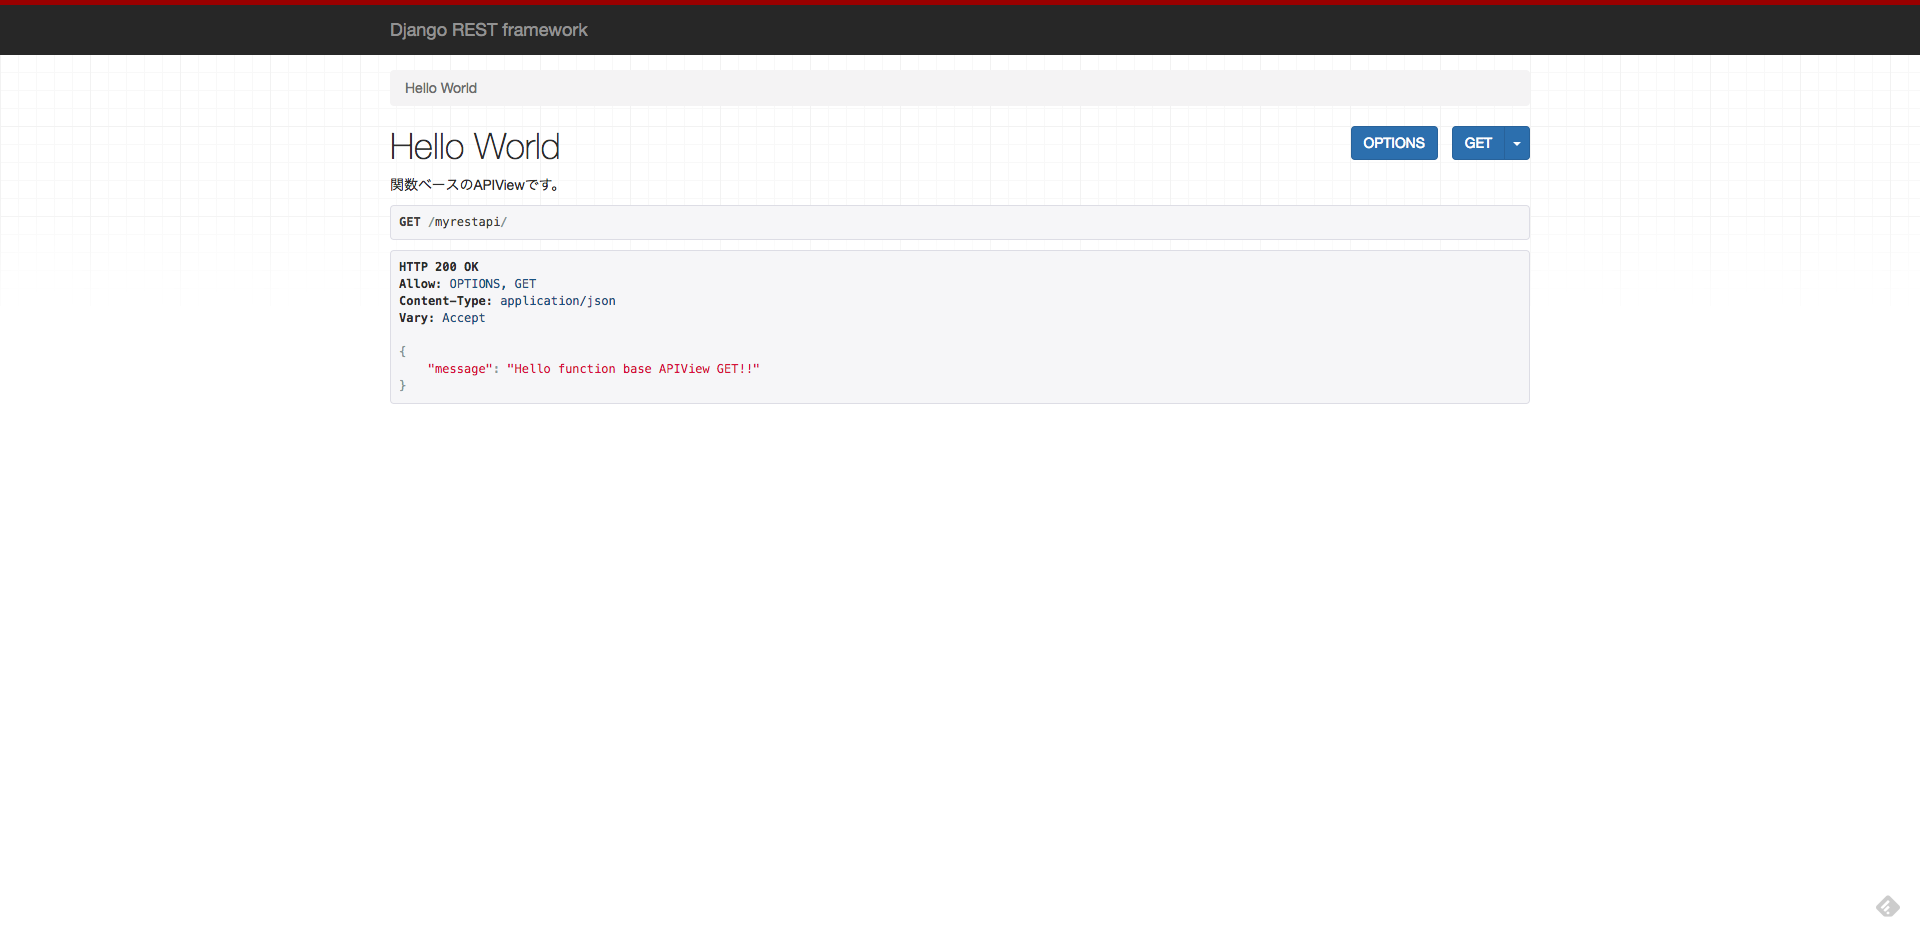 Django REST framework
Hello World
Hello World
OPTIONS GET
関数ベースのAPIViewです。
GET /myrestapi/
HTTP 200 OK
Allow: OPTIONS, GET
Content-Type: application/json
Vary: Accept
{
    "message": "Hello function base APIView GET!!"
}